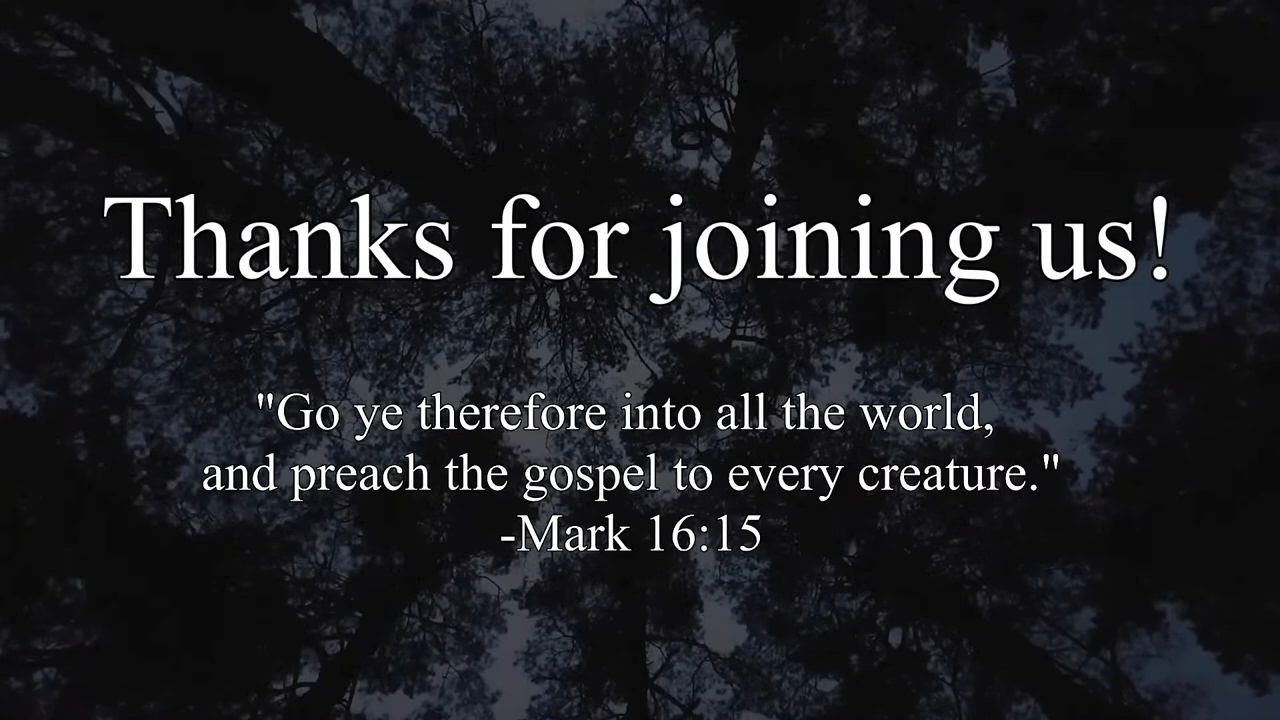 Thanks for joining us!
"Go ye therefore into all the world,
and preach the gospel to every creature."
-Mark 16:15